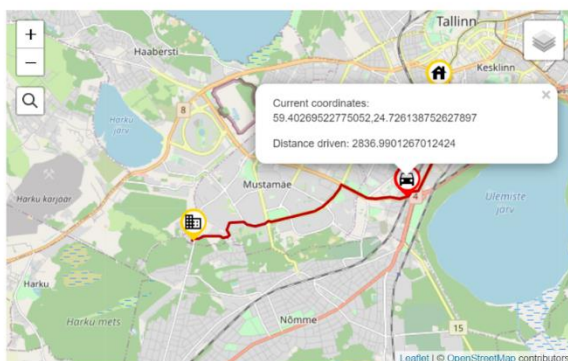 Tallinn
Haabersti
Kesklinn
+
−
8
Current coordinates:
59.40269522775052,24.726138752627897
Distance driven: 2836.9901267012424
×
Harku
järv
Harku karjäär
Mustamäe
4
Ülemiste
järv
Harku
Harku mets
Nõmme
15
Leaflet | © OpenStreetMap contributors